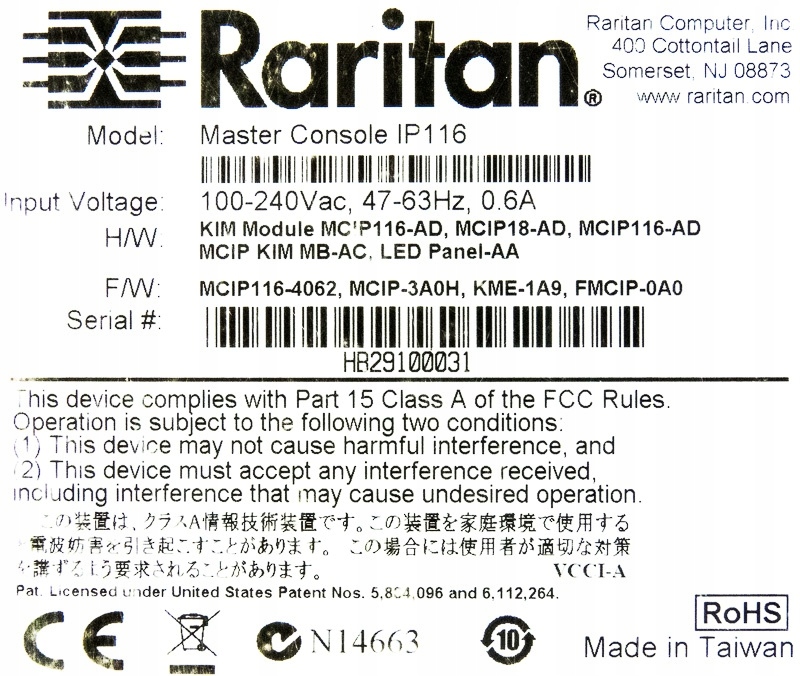 Raritan®
Raritan Computer, Inc
400 Cottontail Lane
Somerset, NJ 08873
www raritan.com
Model: Master Console IP116
Input Voltage: 100-240Vac, 47-63Hz, 0.6A
H/W: KIM Module MCIP116-AD, MCIP18-AD, MCIP116-AD
MCIP KIM MB-AC, LED Panel-AA
F/W: MCIP116-4062, MCIP-3A0H, KME-1A9, FMCIP-0A0
Serial #:
HB29100031
This device complies with Part 15 Class A of the FCC Rules.
Operation is subject to the following two conditions:
(1) This device may not cause harmful interference, and
(2) This device must accept any interference received,
including interference that may cause undesired operation.
この装置は、クラスA情報技術装置です。この装置を家庭環境で使用する
電波妨害を引き起こすことがあります。この場合には使用者が適切な対策
を講ずるよう要求されることがあります。
VCCI-A
Pat. Licensed under United States Patent Nos. and 6,112,264.
CE
N14663
10
RoHS
Made in Taiwan